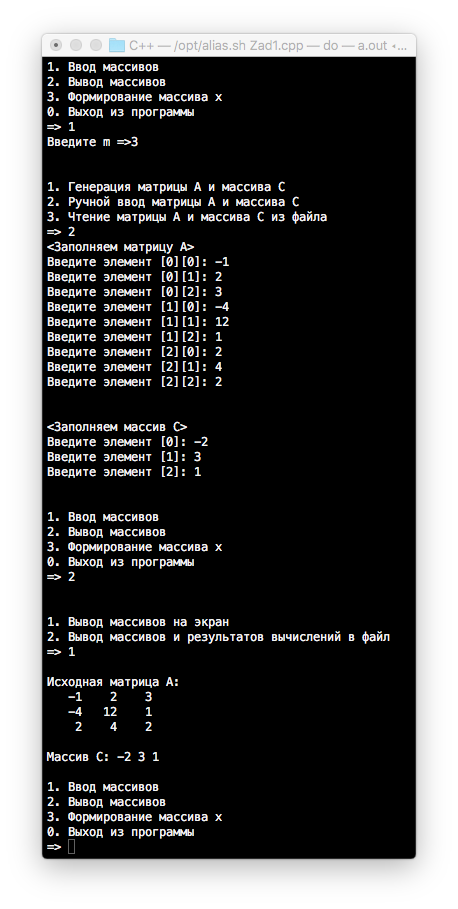 C++ — /opt/alias.sh Zad1.cpp — do — a.out
1. Ввод массивов
2. Вывод массивов
3. Формирование массива x
0. Выход из программы
=> 1
Введите m =>3
1. Генерация матрицы А и массива С
2. Ручной ввод матрицы А и массива С
3. Чтение матрицы А и массива С из файла
=> 2
<Заполняем матрицу А>
Введите элемент [0][0]: -1
Введите элемент [0][1]: 2
Введите элемент [0][2]: 3
Введите элемент [1][0]: -4
Введите элемент [1][1]: 12
Введите элемент [1][2]: 1
Введите элемент [2][0]: 2
Введите элемент [2][1]: 4
Введите элемент [2][2]: 2
<Заполняем массив С>
Введите элемент [0]: -2
Введите элемент [1]: 3
Введите элемент [2]: 1
1. Ввод массивов
2. Вывод массивов
3. Формирование массива x
0. Выход из программы
=> 2
1. Вывод массивов на экран
2. Вывод массивов и результатов вычислений в файл
=> 1
Исходная матрица А:
-1 2 3
-4 12 1
2 4 2
Массив С: -2 3 1
1. Ввод массивов
2. Вывод массивов
3. Формирование массива x
0. Выход из программы
=>